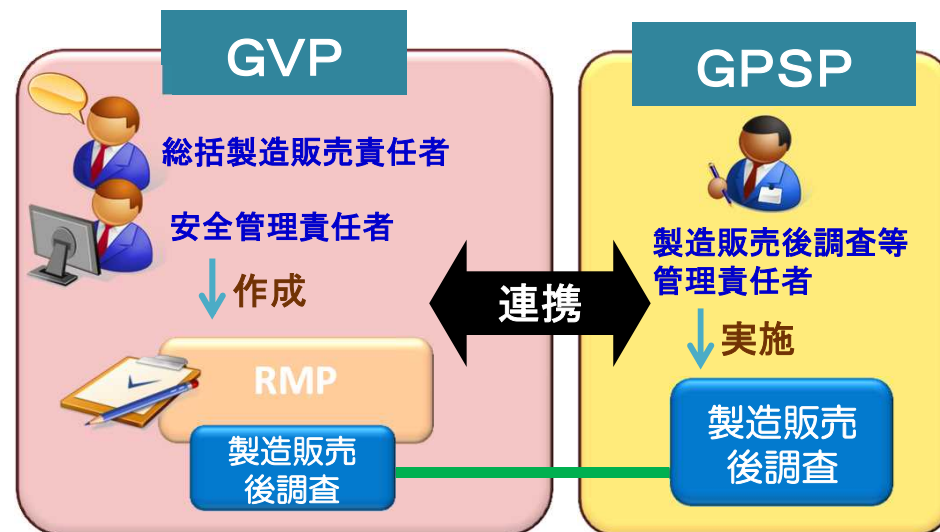 GVP
総括製造販売責任者
安全管理責任者
作成
RMP
製造販売
後調査
連携
GPSP
製造販売後調査等
管理責任者
実施
製造販売
後調査